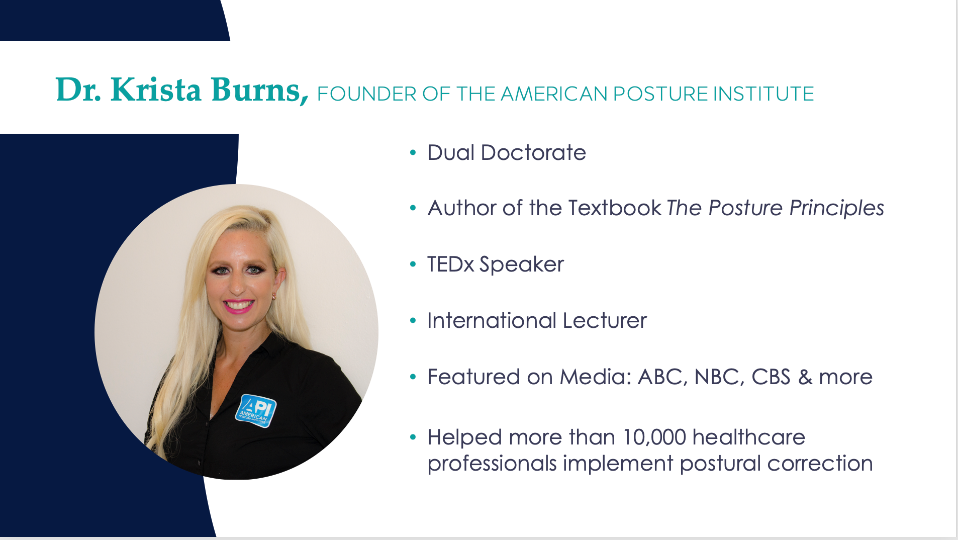 Dr. Krista Burns, FOUNDER OF THE AMERICAN POSTURE INSTITUTE
• Dual Doctorate
• Author of the Textbook The Posture Principles
• TEDx Speaker
• International Lecturer
• Featured on Media: ABC, NBC, CBS & more
• Helped more than 10,000 healthcare
professionals implement postural correction
API
AMERICAN